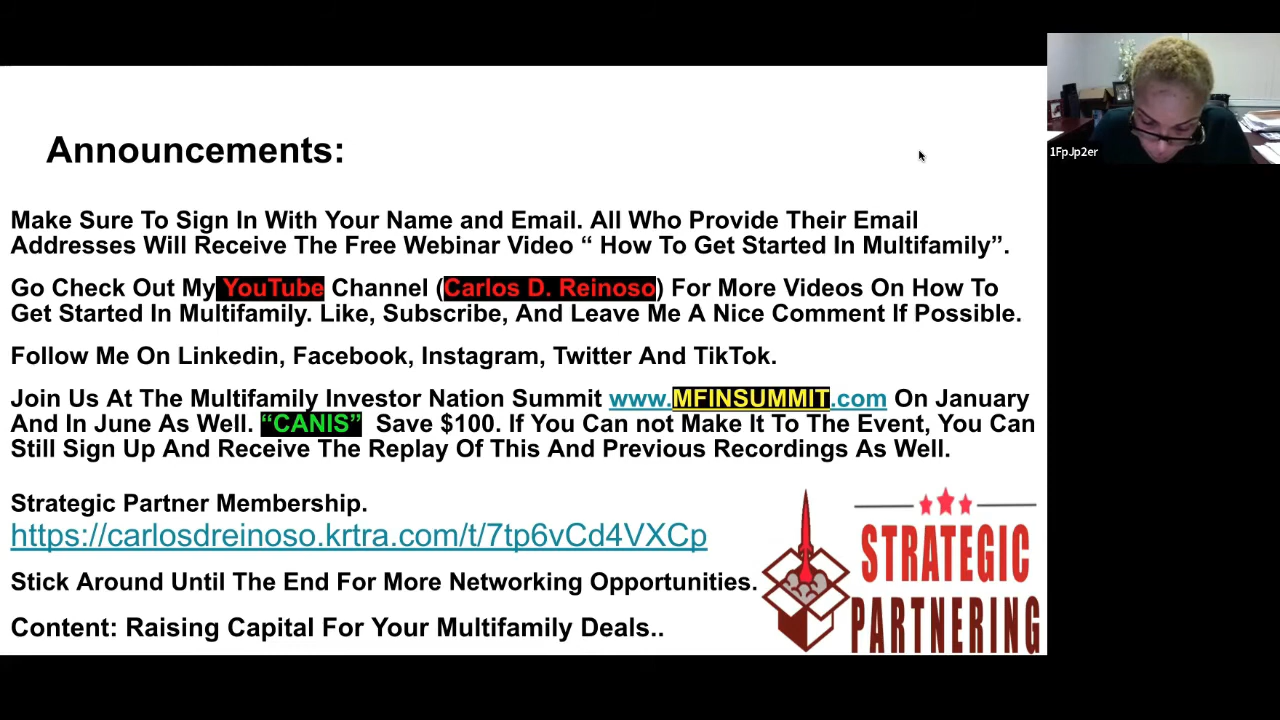 Announcements:
1FpJp2er
Make Sure To Sign In With Your Name and Email. All Who Provide Their Email
Addresses Will Receive The Free Webinar Video “ How To Get Started In Multifamily”.
Go Check Out My YouTube Channel (Carlos D. Reinoso) For More Videos On How To
Get Started In Multifamily. Like, Subscribe, And Leave Me A Nice Comment If Possible.
Follow Me On Linkedin, Facebook, Instagram, Twitter And TikTok.
Join Us At The Multifamily Investor Nation Summit www.MFINSUMMIT.com On January
And In June As Well. “CANIS” Save $100. If You Can not Make It To The Event, You Can
Still Sign Up And Receive The Replay Of This And Previous Recordings As Well.
Strategic Partner Membership.
https://carlosdreinoso.krtra.com/t/7tp6vCd4VXCp
Stick Around Until The End For More Networking Opportunities.
Content: Raising Capital For Your Multifamily Deals..
STRATEGIC
PARTNERING